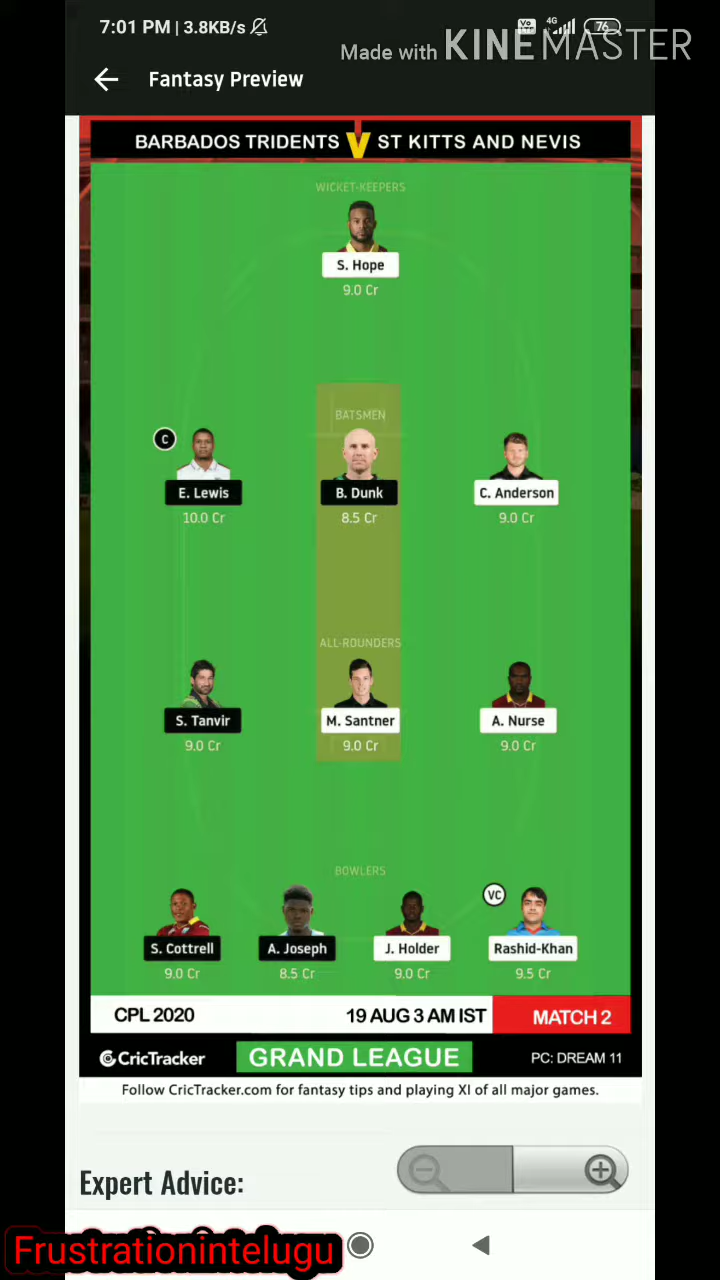 7:01 PM | 3.8KB/s
Vo LTE 4G 76
Made with KINEMASTER
Fantasy Preview
BARBADOS TRIDENTS V ST KITTS AND NEVIS
WICKET-KEEPERS
S. Hope
9.0 Cr
BATSMEN
C
E. Lewis B. Dunk C. Anderson
10.0 Cr 8.5 Cr 9.0 Cr
ALL-ROUNDERS
S. Tanvir M. Santner A. Nurse
9.0 Cr 9.0 Cr 9.0 Cr
BOWLERS
VC
S. Cottrell A. Joseph J. Holder Rashid-Khan
9.0 Cr 8.5 Cr 9.0 Cr 9.5 Cr
CPL 2020 19 AUG 3 AM IST MATCH 2
CricTracker GRAND LEAGUE PC: DREAM 11
Follow CricTracker.com for fantasy tips and playing XI of all major games.
Expert Advice:
Frustrationintelugu